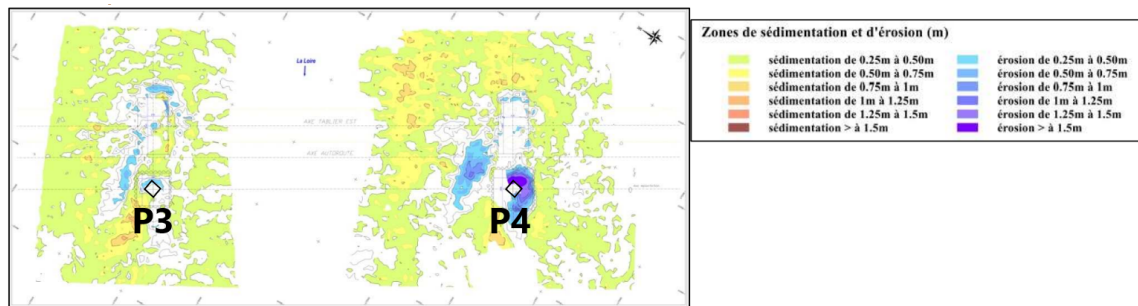 La Loire
AXE TABLIER EST
AXE AUTOROUTE
P3
P4
Zones de sédimentation et d'érosion (m)
sédimentation de 0.25m à 0.50m
sédimentation de 0.50m à 0.75m
sédimentation de 0.75m à 1m
sédimentation de 1m à 1.25m
sédimentation de 1.25m à 1.5m
sédimentation > à 1.5m
érosion de 0.25m à 0.50m
érosion de 0.50m à 0.75m
érosion de 0.75m à 1m
érosion de 1m à 1.25m
érosion de 1.25m à 1.5m
érosion > à 1.5m